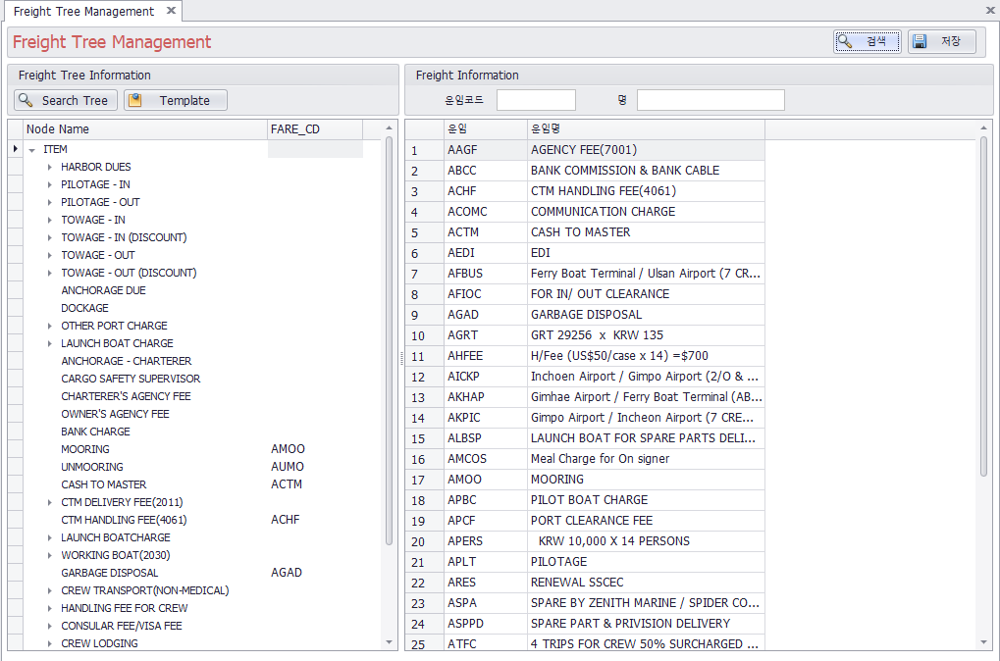 Freight Tree Management
Freight Tree Management
검색
저장
Freight Tree Information
Search Tree
Template
Node Name FARE_CD
ITEM
HARBOR DUES
PILOTAGE - IN
PILOTAGE - OUT
TOWAGE - IN
TOWAGE - IN (DISCOUNT)
TOWAGE - OUT
TOWAGE - OUT (DISCOUNT)
ANCHORAGE DUE
DOCKAGE
OTHER PORT CHARGE
LAUNCH BOAT CHARGE
ANCHORAGE - CHARTERER
CARGO SAFETY SUPERVISOR
CHARTERER'S AGENCY FEE
OWNER'S AGENCY FEE
BANK CHARGE
MOORING AMOO
UNMOORING AUMO
CASH TO MASTER ACTM
CTM DELIVERY FEE(2011)
CTM HANDLING FEE(4061) ACHF
LAUNCH BOATCHARGE
WORKING BOAT(2030)
GARBAGE DISPOSAL AGAD
CREW TRANSPORT(NON-MEDICAL)
HANDLING FEE FOR CREW
CONSULAR FEE/VISA FEE
CREW LODGING
Freight Information
운임코드 명
운임 운임명
1 AAGF AGENCY FEE(7001)
2 ABCC BANK COMMISSION & BANK CABLE
3 ACHF CTM HANDLING FEE(4061)
4 ACOMC COMMUNICATION CHARGE
5 ACTM CASH TO MASTER
6 AEDI EDI
7 AFBUS Ferry Boat Terminal / Ulsan Airport (7 CR...
8 AFIOC FOR IN/ OUT CLEARANCE
9 AGAD GARBAGE DISPOSAL
10 AGRT GRT 29256 x KRW 135
11 AHFEE H/Fee (US$50/case x 14) =$700
12 AICKP Inchoen Airport / Gimpo Airport (2/O & ...
13 AKHAP Gimhae Airport / Ferry Boat Terminal (AB...
14 AKPIC Gimpo Airport / Incheon Airport (7 CRE...
15 ALBSP LAUNCH BOAT FOR SPARE PARTS DELI...
16 AMCOS Meal Charge for On signer
17 AMOO MOORING
18 APBC PILOT BOAT CHARGE
19 APCF PORT CLEARANCE FEE
20 APERS KRW 10,000 X 14 PERSONS
21 APLT PILOTAGE
22 ARES RENEWAL SSCEC
23 ASPA SPARE BY ZENITH MARINE / SPIDER CO...
24 ASPPD SPARE PART & PRIVISION DELIVERY
25 ATFC 4 TRIPS FOR CREW 50% SURCHARGED ...